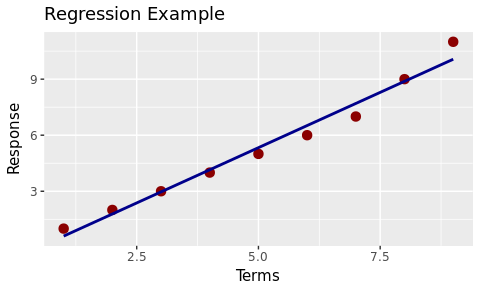 Regression Example
Response
9
6
3
2.5 5.0 7.5
Terms